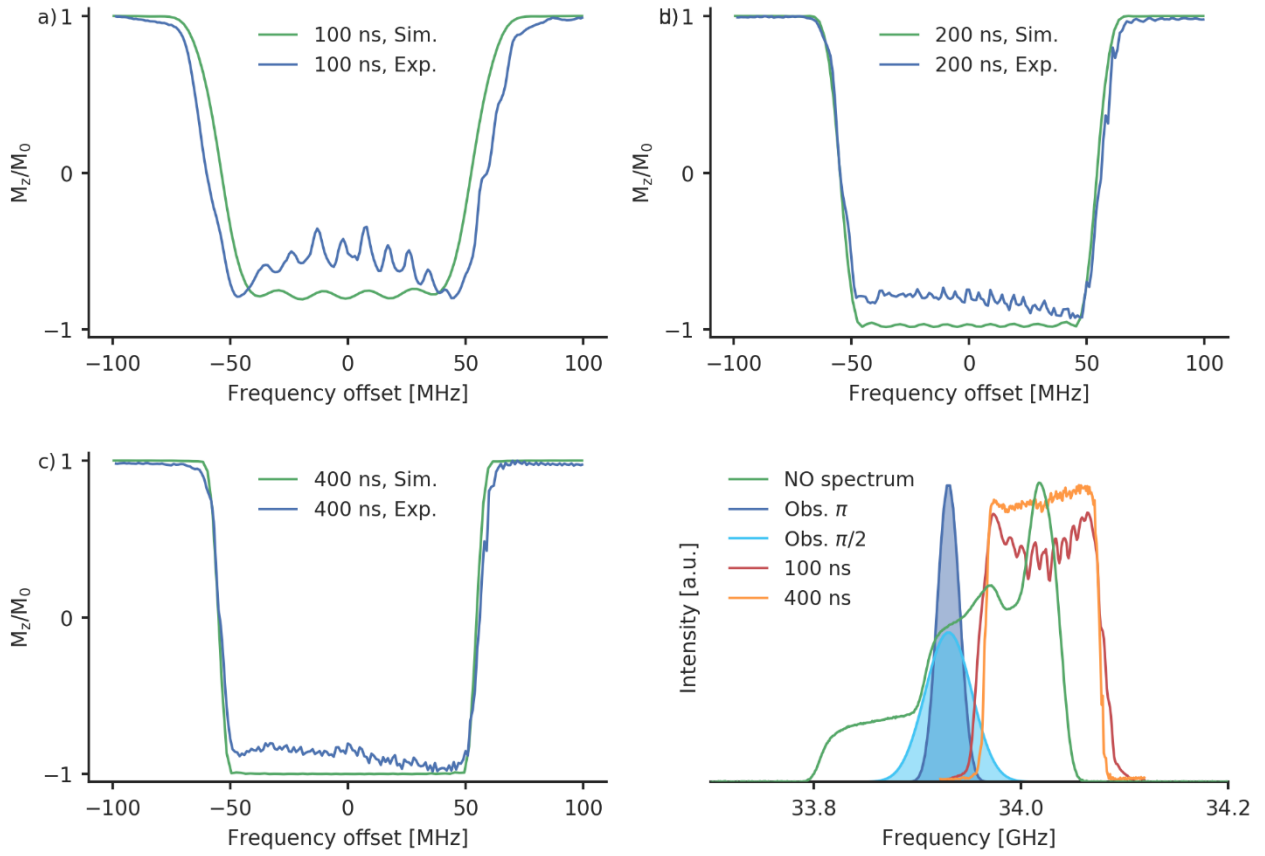 a)
1
0
−1
M_z/M_0
100 ns, Sim.
100 ns, Exp.
−100 −50 0 50 100
Frequency offset [MHz]
b)
1
0
−1
M_z/M_0
200 ns, Sim.
200 ns, Exp.
−100 −50 0 50 100
Frequency offset [MHz]
c)
1
0
−1
M_z/M_0
400 ns, Sim.
400 ns, Exp.
−100 −50 0 50 100
Frequency offset [MHz]
NO spectrum
Obs. π
Obs. π/2
100 ns
400 ns
Intensity [a.u.]
33.8 34.0 34.2
Frequency [GHz]